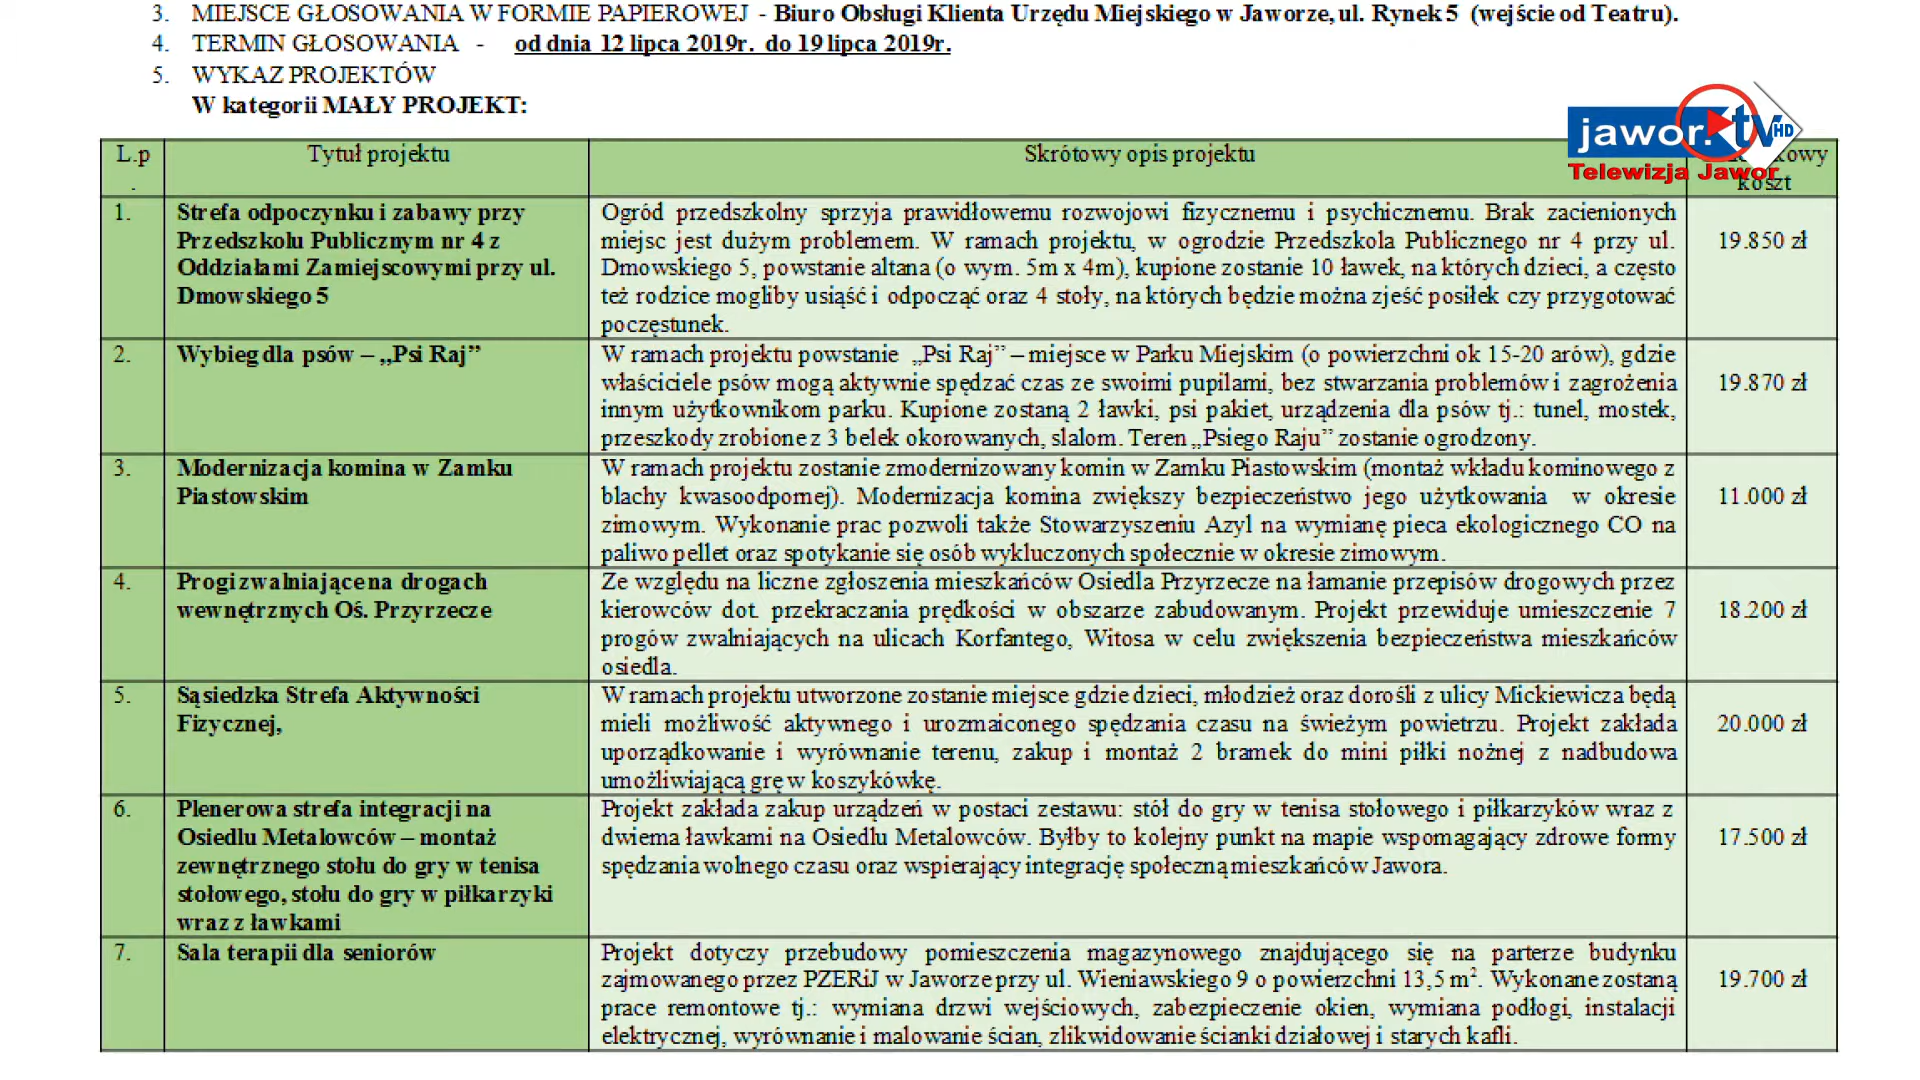 3. MIEJSCE GŁOSOWANIA W FORMIE PAPIEROWEJ - Biuro Obsługi Klienta Urzędu Miejskiego w Jaworze, ul. Rynek 5 (wejście od Teatru).
4. TERMIN GŁOSOWANIA - od dnia 12 lipca 2019r. do 19 lipca 2019r.
5. WYKAZ PROJEKTÓW
W kategorii MAŁY PROJEKT:
jawor.tv HD
Telewizja Jawor
L.p
.
Tytuł projektu
Skrótowy opis projektu
koszt
1.
Strefa odpoczynku i zabawy przy
Przedszkolu Publicznym nr 4 z
Oddziałami Zamiejscowymi przy ul.
Dmowskiego 5
Ogród przedszkolny sprzyja prawidłowemu rozwojowi fizycznemu i psychicznemu. Brak zacienionych
miejsc jest dużym problemem. W ramach projektu, w ogrodzie Przedszkola Publicznego nr 4 przy ul.
Dmowskiego 5, powstanie altana (o wym. 5m x 4m), kupione zostanie 10 ławek, na których dzieci, a często
też rodzice mogliby usiąść i odpocząć oraz 4 stoły, na których będzie można zjeść posiłek czy przygotować
poczęstunek.
19.850 zł
2.
Wybieg dla psów – „Psi Raj”
W ramach projektu powstanie „Psi Raj” – miejsce w Parku Miejskim (o powierzchni ok 15-20 arów), gdzie
właściciele psów mogą aktywnie spędzać czas ze swoimi pupilami, bez stwarzania problemów i zagrożenia
innym użytkownikom parku. Kupione zostaną 2 ławki, psi pakiet, urządzenia dla psów tj.: tunel, mostek,
przeszkody zrobione z 3 belek okorowanych, slalom. Teren „Psiego Raju” zostanie ogrodzony.
19.870 zł
3.
Modernizacja komina w Zamku
Piastowskim
W ramach projektu zostanie zmodernizowany komin w Zamku Piastowskim (montaż wkładu kominowego z
blachy kwasoodpornej). Modernizacja komina zwiększy bezpieczeństwo jego użytkowania w okresie
zimowym. Wykonanie prac pozwoli także Stowarzyszeniu Azyl na wymianę pieca ekologicznego CO na
paliwo pellet oraz spotykanie się osób wykluczonych społecznie w okresie zimowym.
11.000 zł
4.
Progi zwalniające na drogach
wewnętrznych Oś. Przyrzecze
Ze względu na liczne zgłoszenia mieszkańców Osiedla Przyrzecze na łamanie przepisów drogowych przez
kierowców dot. przekraczania prędkości w obszarze zabudowanym. Projekt przewiduje umieszczenie 7
progów zwalniających na ulicach Korfantego, Witosa w celu zwiększenia bezpieczeństwa mieszkańców
osiedla.
18.200 zł
5.
Sąsiedzka Strefa Aktywności
Fizycznej,
W ramach projektu utworzone zostanie miejsce gdzie dzieci, młodzież oraz dorośli z ulicy Mickiewicza będą
mieli możliwość aktywnego i urozmaiconego spędzania czasu na świeżym powietrzu. Projekt zakłada
uporządkowanie i wyrównanie terenu, zakup i montaż 2 bramek do mini piłki nożnej z nadbudowa
umożliwiającą grę w koszykówkę.
20.000 zł
6.
Plenerowa strefa integracji na
Osiedlu Metalowców – montaż
zewnętrznego stołu do gry w tenisa
stołowego, stołu do gry w piłkarzyki
wraz z ławkami
Projekt zakłada zakup urządzeń w postaci zestawu: stół do gry w tenisa stołowego i piłkarzyków wraz z
dwiema ławkami na Osiedlu Metalowców. Byłby to kolejny punkt na mapie wspomagający zdrowe formy
spędzania wolnego czasu oraz wspierający integrację społeczną mieszkańców Jawora.
17.500 zł
7.
Sala terapii dla seniorów
Projekt dotyczy przebudowy pomieszczenia magazynowego znajdującego się na parterze budynku
zajmowanego przez PZERiJ w Jaworze przy ul. Wieniawskiego 9 o powierzchni 13,5 m². Wykonane zostaną
prace remontowe tj.: wymiana drzwi wejściowych, zabezpieczenie okien, wymiana podłogi, instalacji
elektrycznej, wyrównanie i malowanie ścian, zlikwidowanie ścianki działowej i starych kafli.
19.700 zł